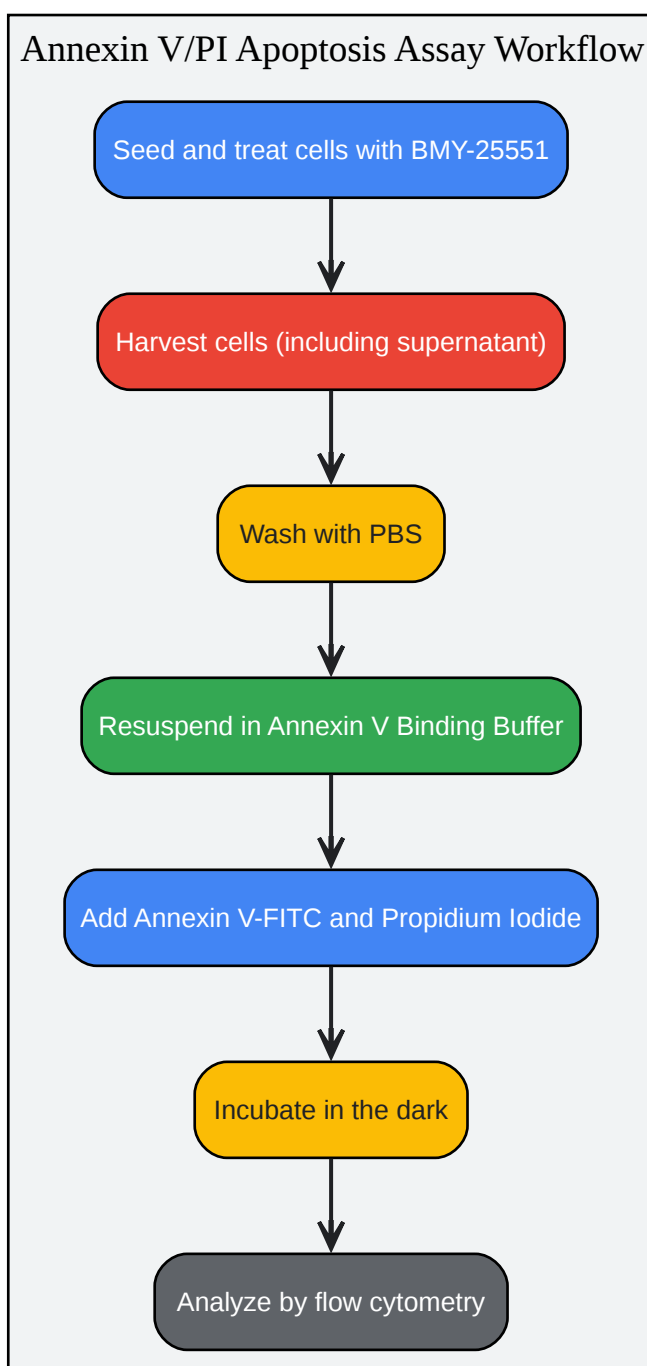 Annexin V/PI Apoptosis Assay Workflow
Seed and treat cells with BMY-25551
Harvest cells (including supernatant)
Wash with PBS
Resuspend in Annexin V Binding Buffer
Add Annexin V-FITC and Propidium Iodide
Incubate in the dark
Analyze by flow cytometry